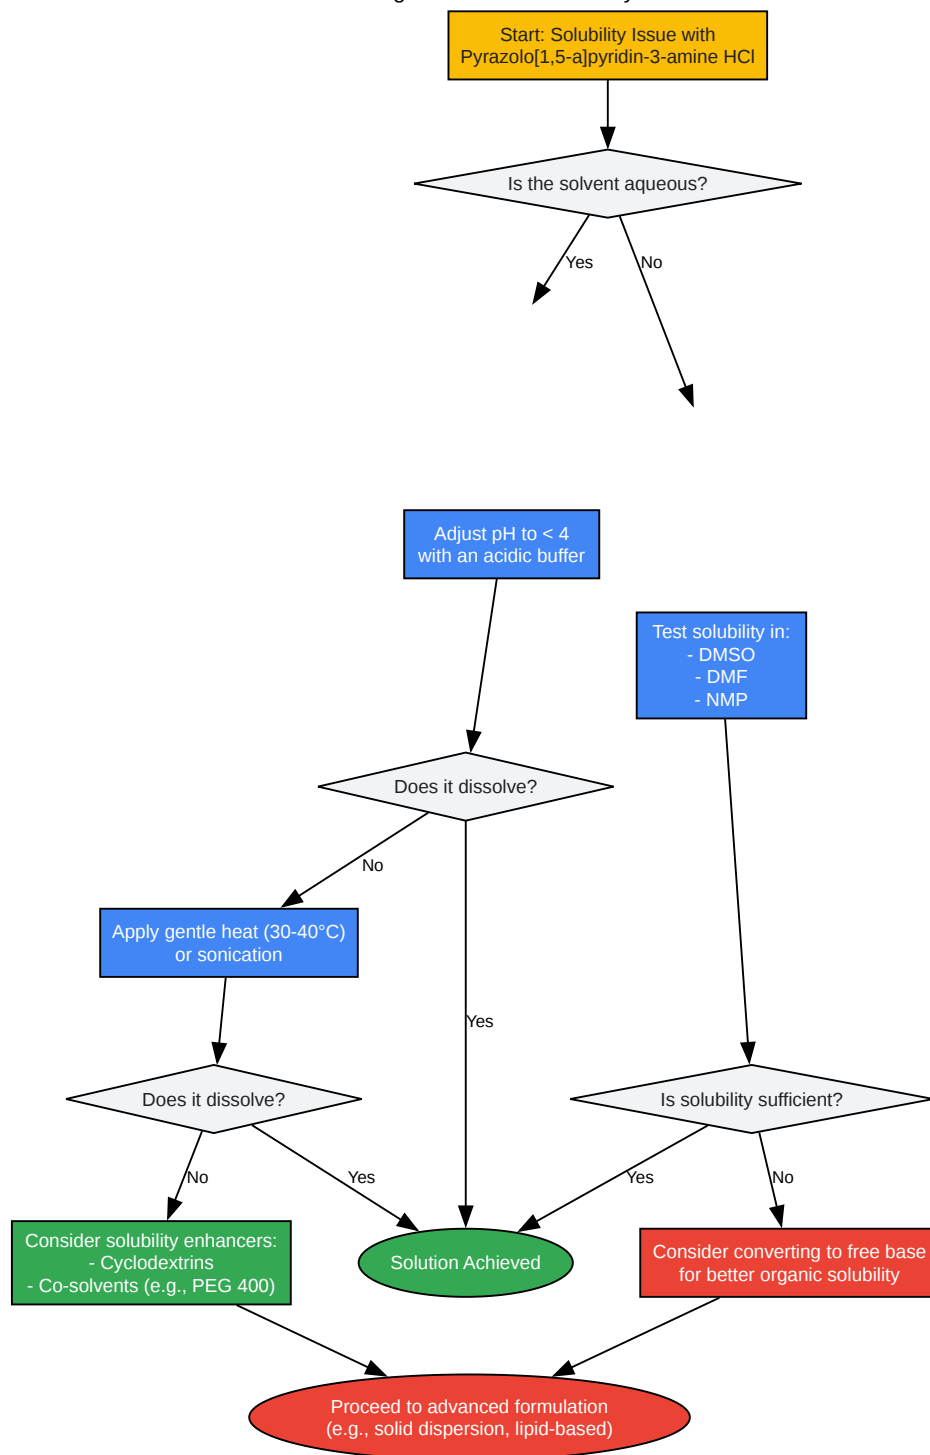 Start: Solubility Issue with
Pyrazolo[1,5-a]pyridin-3-amine HCl
Is the solvent aqueous?
Yes
No
Adjust pH to < 4
with an acidic buffer
Test solubility in:
- DMSO
- DMF
- NMP
Does it dissolve?
No
Apply gentle heat (30-40°C)
or sonication
Yes
Does it dissolve?
Is solubility sufficient?
No
Yes
Yes
No
Consider solubility enhancers:
- Cyclodextrins
- Co-solvents (e.g., PEG 400)
Solution Achieved
Consider converting to free base
for better organic solubility
Proceed to advanced formulation
(e.g., solid dispersion, lipid-based)